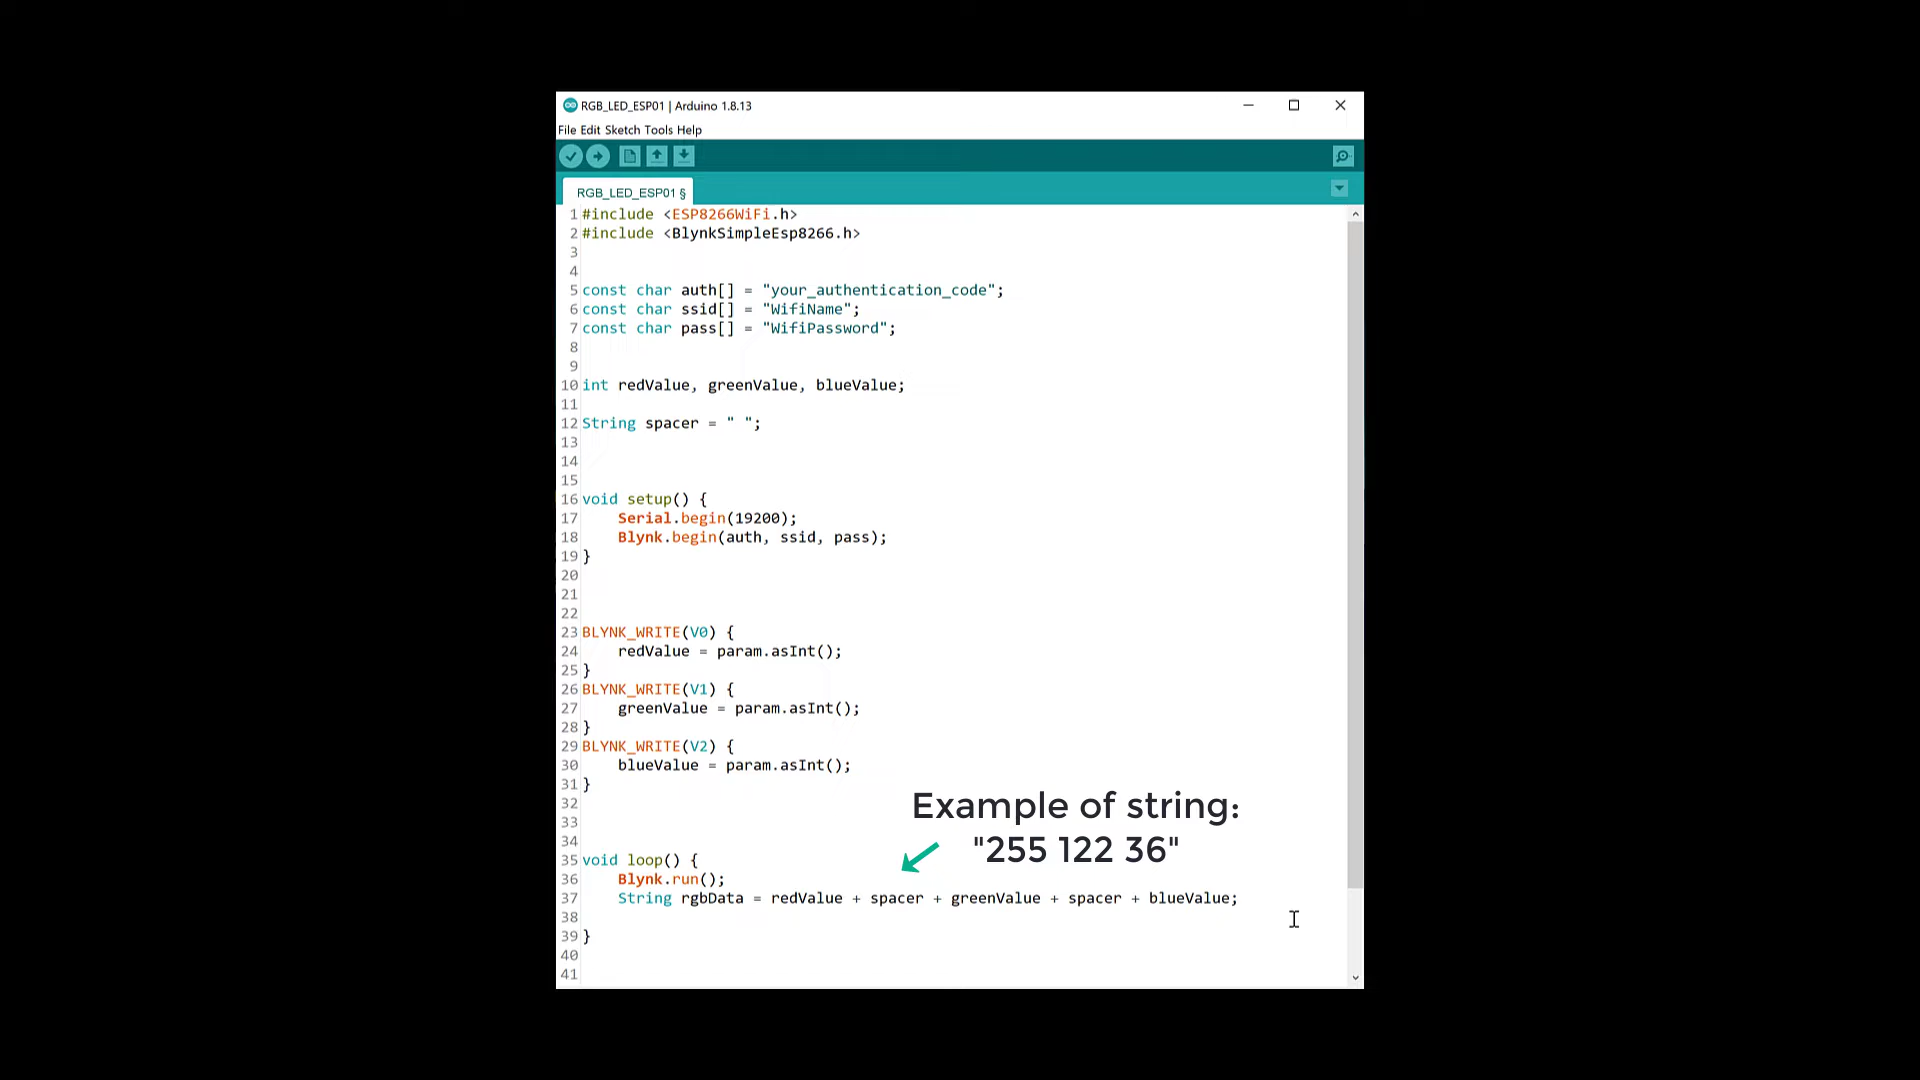 RGB_LED_ESP01 | Arduino 1.8.13
File Edit Sketch Tools Help
RGB_LED_ESP01 §
1 #include <ESP8266WiFi.h>
2 #include <BlynkSimpleEsp8266.h>
3
4
5 const char auth[] = "your_authentication_code";
6 const char ssid[] = "WifiName";
7 const char pass[] = "WifiPassword";
8
9
10 int redValue, greenValue, blueValue;
11
12 String spacer = " ";
13
14
15
16 void setup() {
17     Serial.begin(19200);
18     Blynk.begin(auth, ssid, pass);
19 }
20
21
22
23 BLYNK_WRITE(V0) {
24     redValue = param.asInt();
25 }
26 BLYNK_WRITE(V1) {
27     greenValue = param.asInt();
28 }
29 BLYNK_WRITE(V2) {
30     blueValue = param.asInt();
31 }
32
33
34
Example of string:
"255 122 36"
35 void loop() {
36     Blynk.run();
37     String rgbData = redValue + spacer + greenValue + spacer + blueValue;
38
39 }
40
41